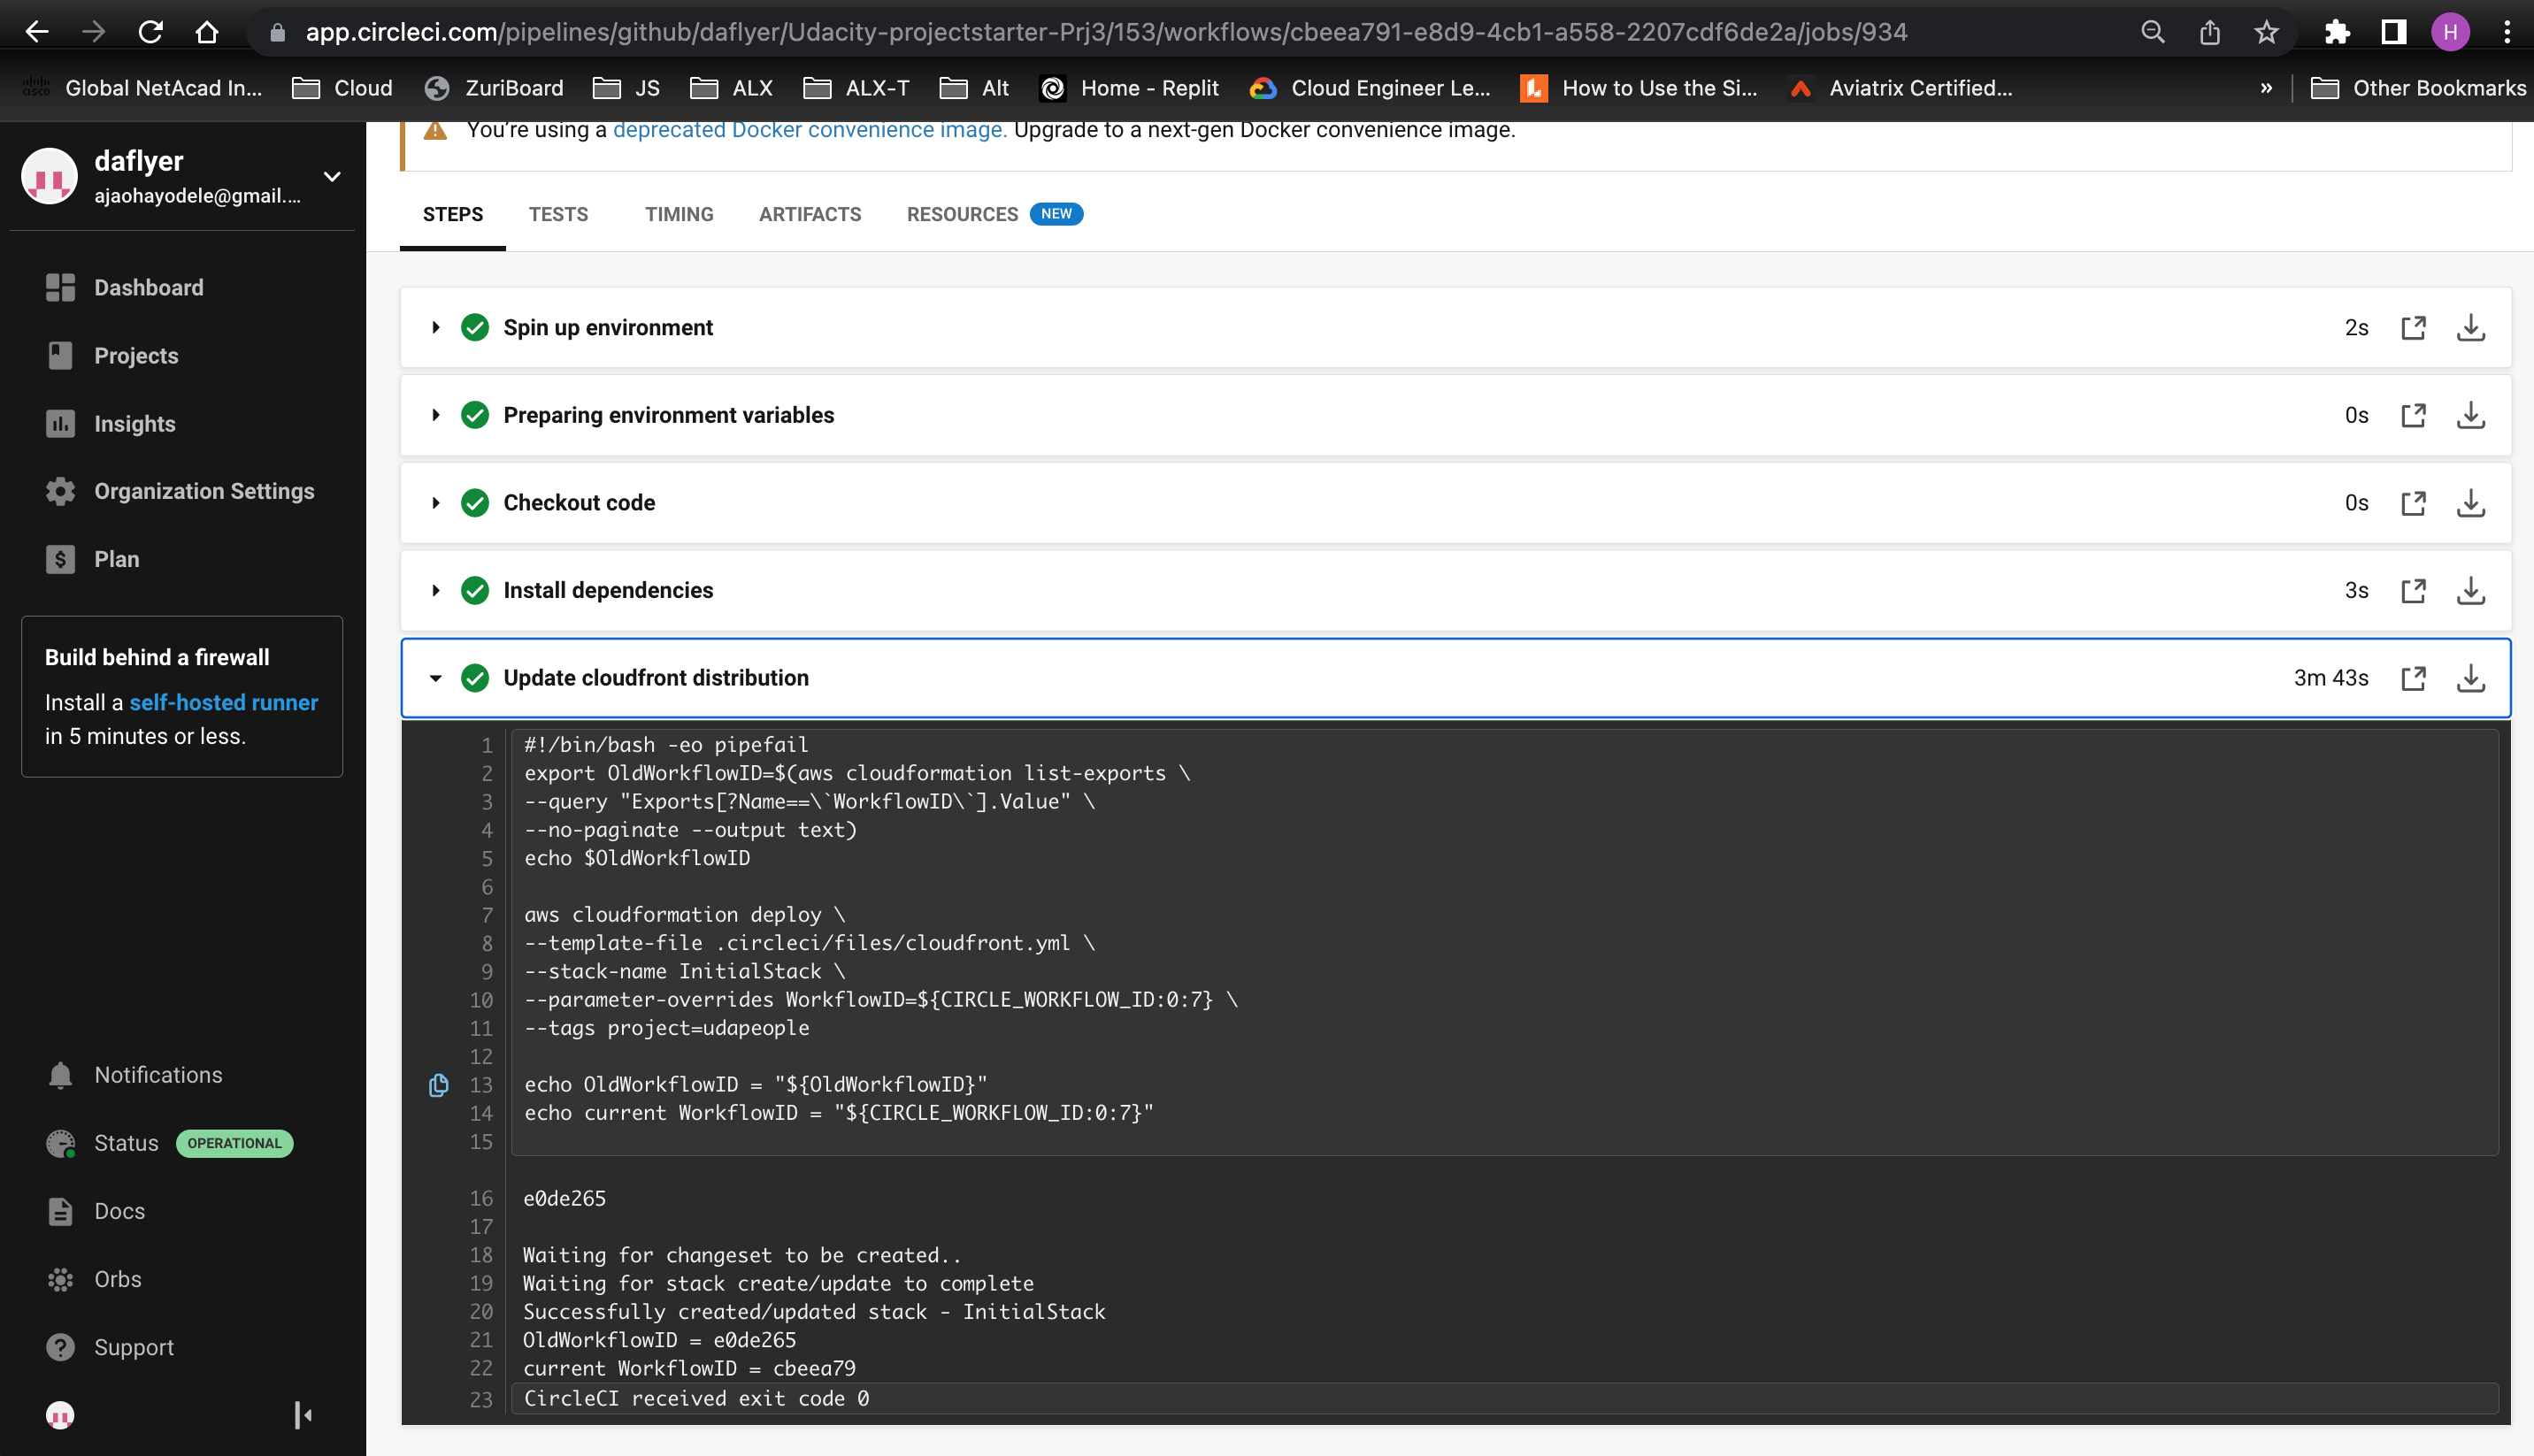 app.circleci.com/pipelines/github/daflyer/Udacity-projectstarter-Prj3/153/workflows/cbeea791-e8d9-4cb1-a558-2207cdf6de2a/jobs/934
H
cisco Global NetAcad In... Cloud ZuriBoard JS ALX ALX-T Alt Home - Replit Cloud Engineer Le... How to Use the Si... Aviatrix Certified... » Other Bookmarks
daflyer
ajaohayodele@gmail....
Dashboard
Projects
Insights
Organization Settings
Plan
Build behind a firewall
Install a self-hosted runner
in 5 minutes or less.
Notifications
Status OPERATIONAL
Docs
Orbs
Support
You’re using a deprecated Docker convenience image. Upgrade to a next-gen Docker convenience image.
STEPS TESTS TIMING ARTIFACTS RESOURCES NEW
Spin up environment 2s
Preparing environment variables 0s
Checkout code 0s
Install dependencies 3s
Update cloudfront distribution 3m 43s
1 #!/bin/bash -eo pipefail
2 export OldWorkflowID=$(aws cloudformation list-exports \
3 --query "Exports[?Name==\`WorkflowID\`].Value" \
4 --no-paginate --output text)
5 echo $OldWorkflowID
6
7 aws cloudformation deploy \
8 --template-file .circleci/files/cloudfront.yml \
9 --stack-name InitialStack \
10 --parameter-overrides WorkflowID=${CIRCLE_WORKFLOW_ID:0:7} \
11 --tags project=udapeople
12
13 echo OldWorkflowID = "${OldWorkflowID}"
14 echo current WorkflowID = "${CIRCLE_WORKFLOW_ID:0:7}"
15
16 e0de265
17
18 Waiting for changeset to be created..
19 Waiting for stack create/update to complete
20 Successfully created/updated stack - InitialStack
21 OldWorkflowID = e0de265
22 current WorkflowID = cbeea79
23 CircleCI received exit code 0